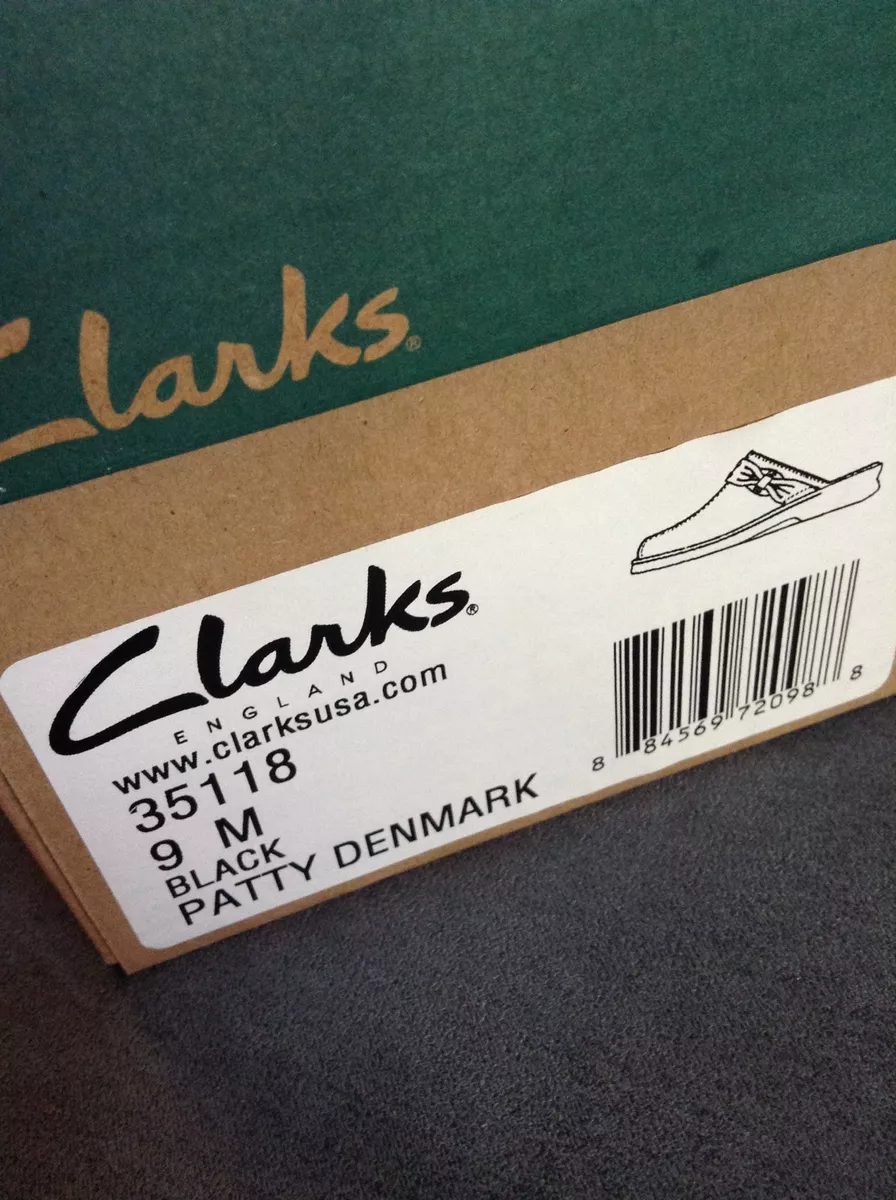 Clarks®
Clarks®
ENGLAND
www.clarksusa.com
35118
9 M
BLACK
PATTY DENMARK
8 84569 72098 8